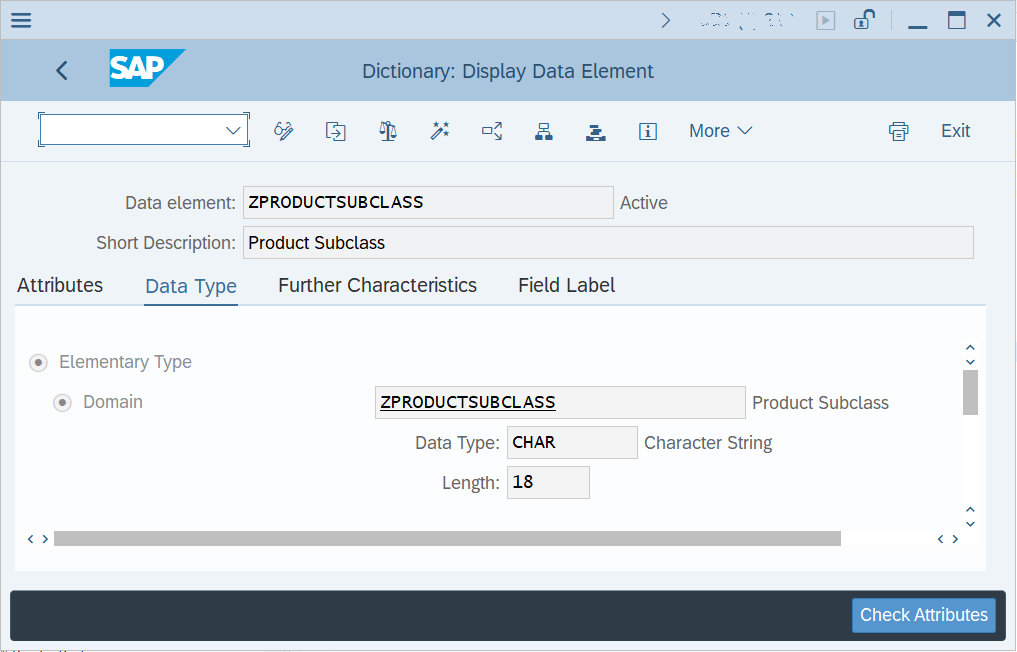 SAP
Dictionary: Display Data Element
More
Exit
Data element: ZPRODUCTSUBCLASS Active
Short Description: Product Subclass
Attributes Data Type Further Characteristics Field Label
Elementary Type
Domain ZPRODUCTSUBCLASS Product Subclass
Data Type: CHAR Character String
Length: 18
Check Attributes